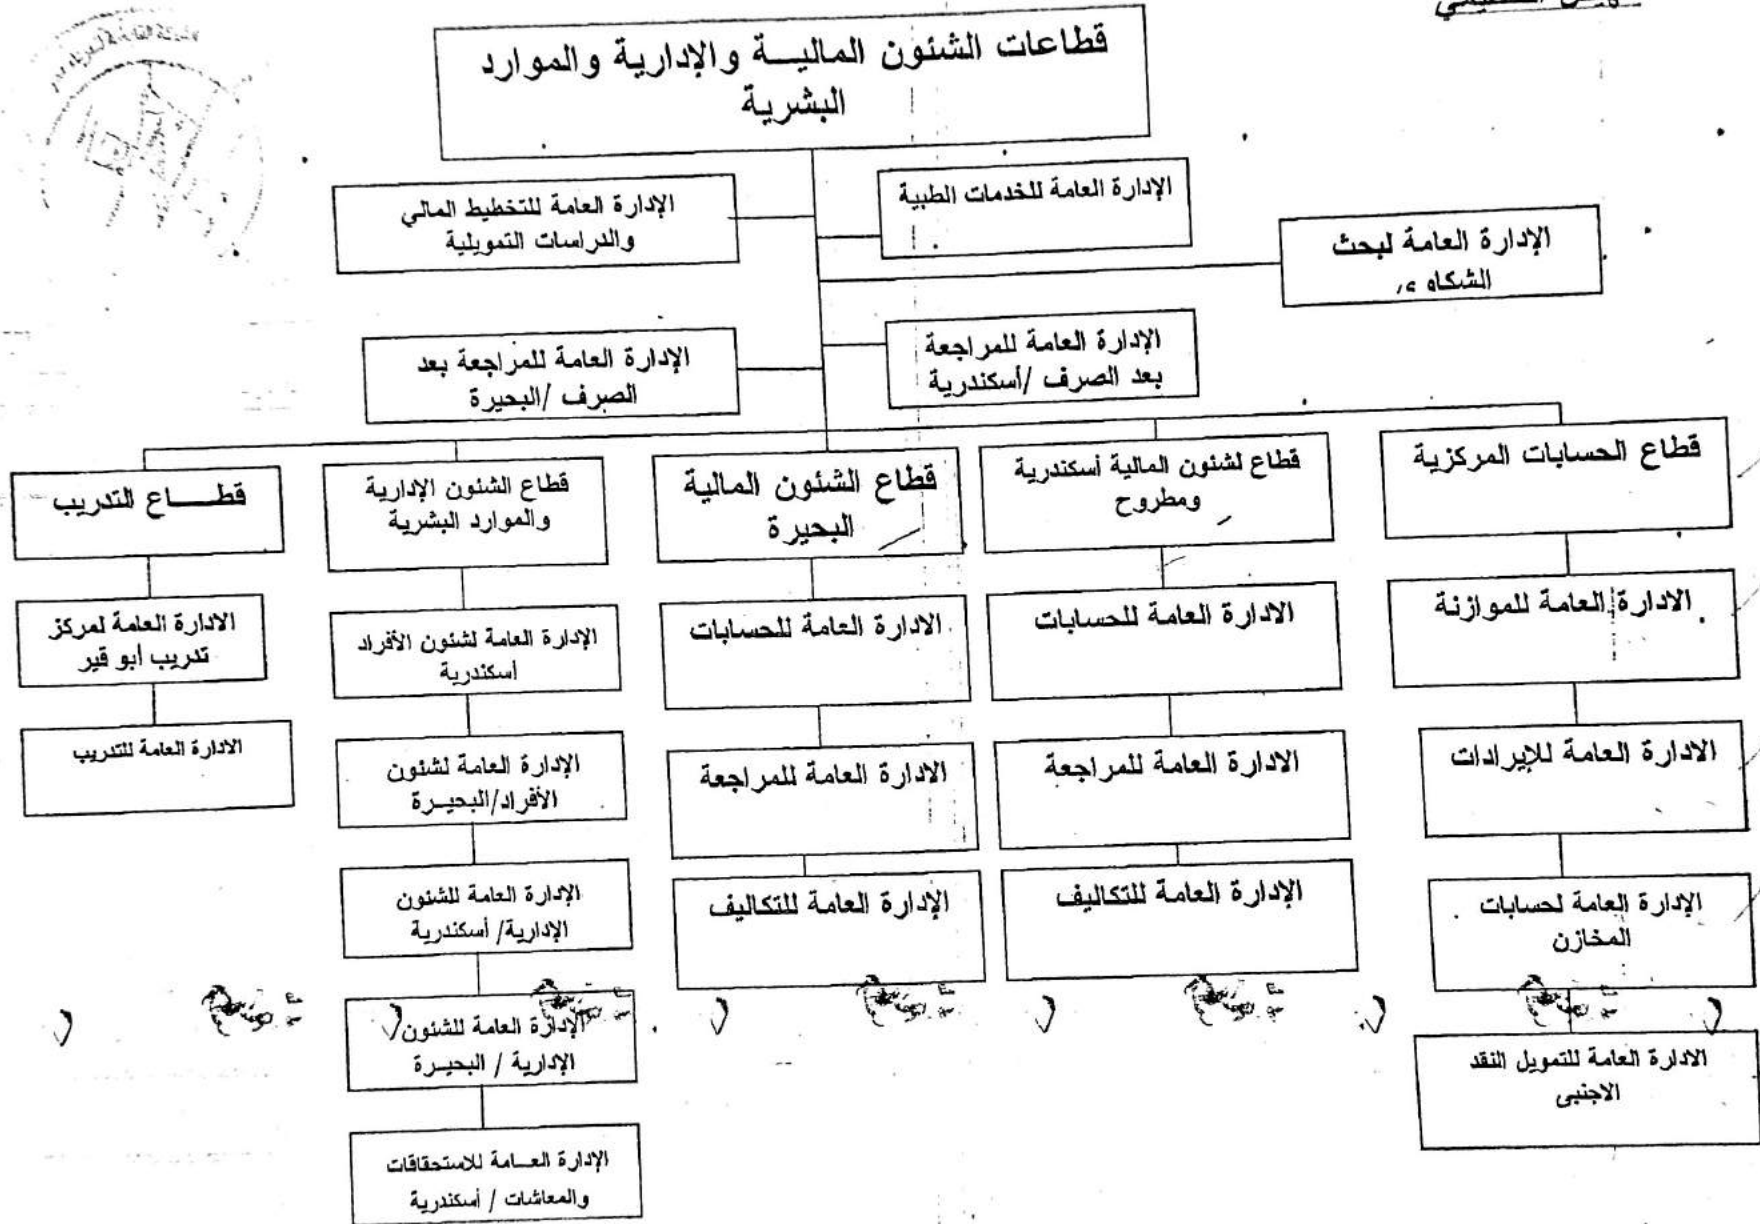 قطاعات الشئون الماليـــة والإدارية والموارد
البشرية
الإدارة العامة للخدمات الطبية
الإدارة العامة للتخطيط المالي
والدراسات التمويلية
الإدارة العامة لبحث
الشكاوى
الإدارة العامة للمراجعة
بعد الصرف /أسكندرية
الإدارة العامة للمراجعة بعد
الصرف /البحيرة
قطاع الحسابات المركزية
الادارة العامة للموازنة
الادارة العامة للإيرادات
الإدارة العامة لحسابات
المخازن
الادارة العامة للتمويل النقد
الاجنبى
قطاع لشئون المالية أسكندرية
ومطروح
الادارة العامة للحسابات
الادارة العامة للمراجعة
الإدارة العامة للتكاليف
قطاع الشئون المالية
البحيرة
الادارة العامة للحسابات
الادارة العامة للمراجعة
الإدارة العامة للتكاليف
قطاع الشئون الإدارية
والموارد البشرية
الإدارة العامة لشئون الأفراد
أسكندرية
الإدارة العامة لشئون
الأفراد/البحيــرة
الإدارة العامة للشئون
الإدارية/ أسكندرية
الإدارة العامة للشئون
الإدارية / البحيــرة
الإدارة العــامة للاستحقاقات
والمعاشات / أسكندرية
قطـــــاع التدريب
الادارة العامة لمركز
تدريب أبو قير
الادارة العامة للتدريب